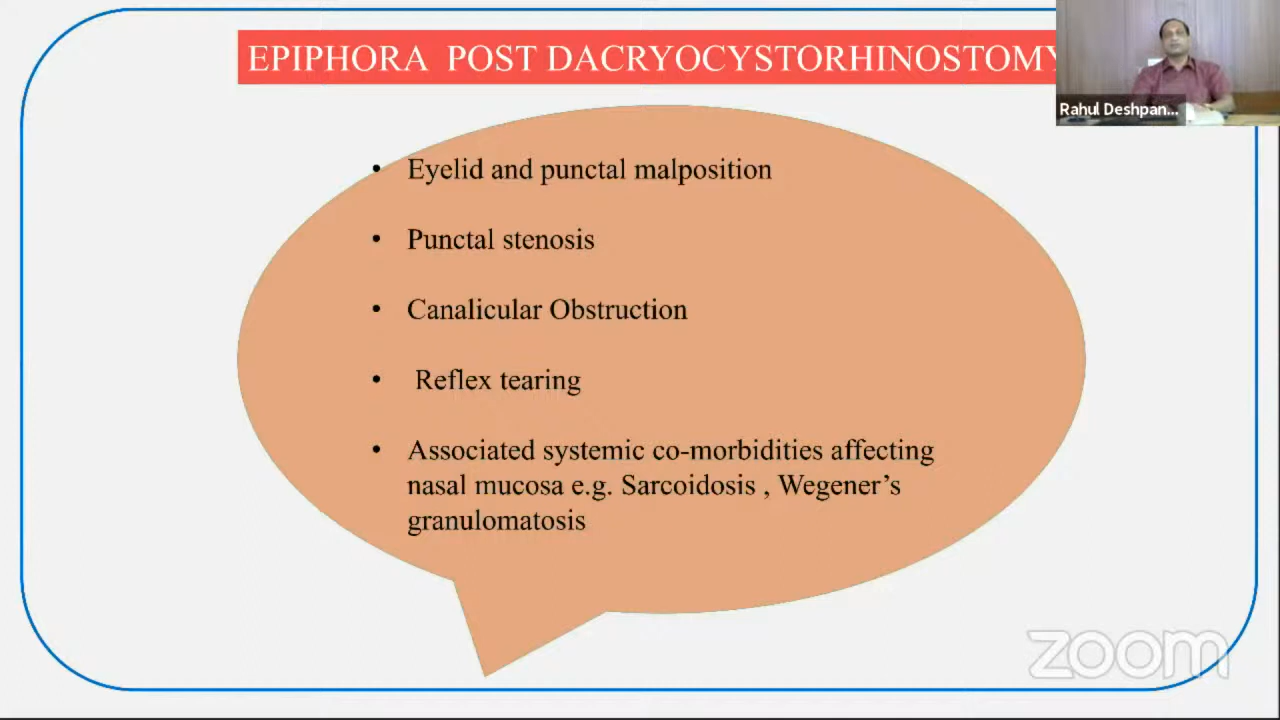 EPIPHORA POST DACRYOCYSTORHINOSTOMY
Rahul Deshpan...
• Eyelid and punctal malposition
• Punctal stenosis
• Canalicular Obstruction
• Reflex tearing
• Associated systemic co-morbidities affecting
nasal mucosa e.g. Sarcoidosis , Wegener’s
granulomatosis
zoom